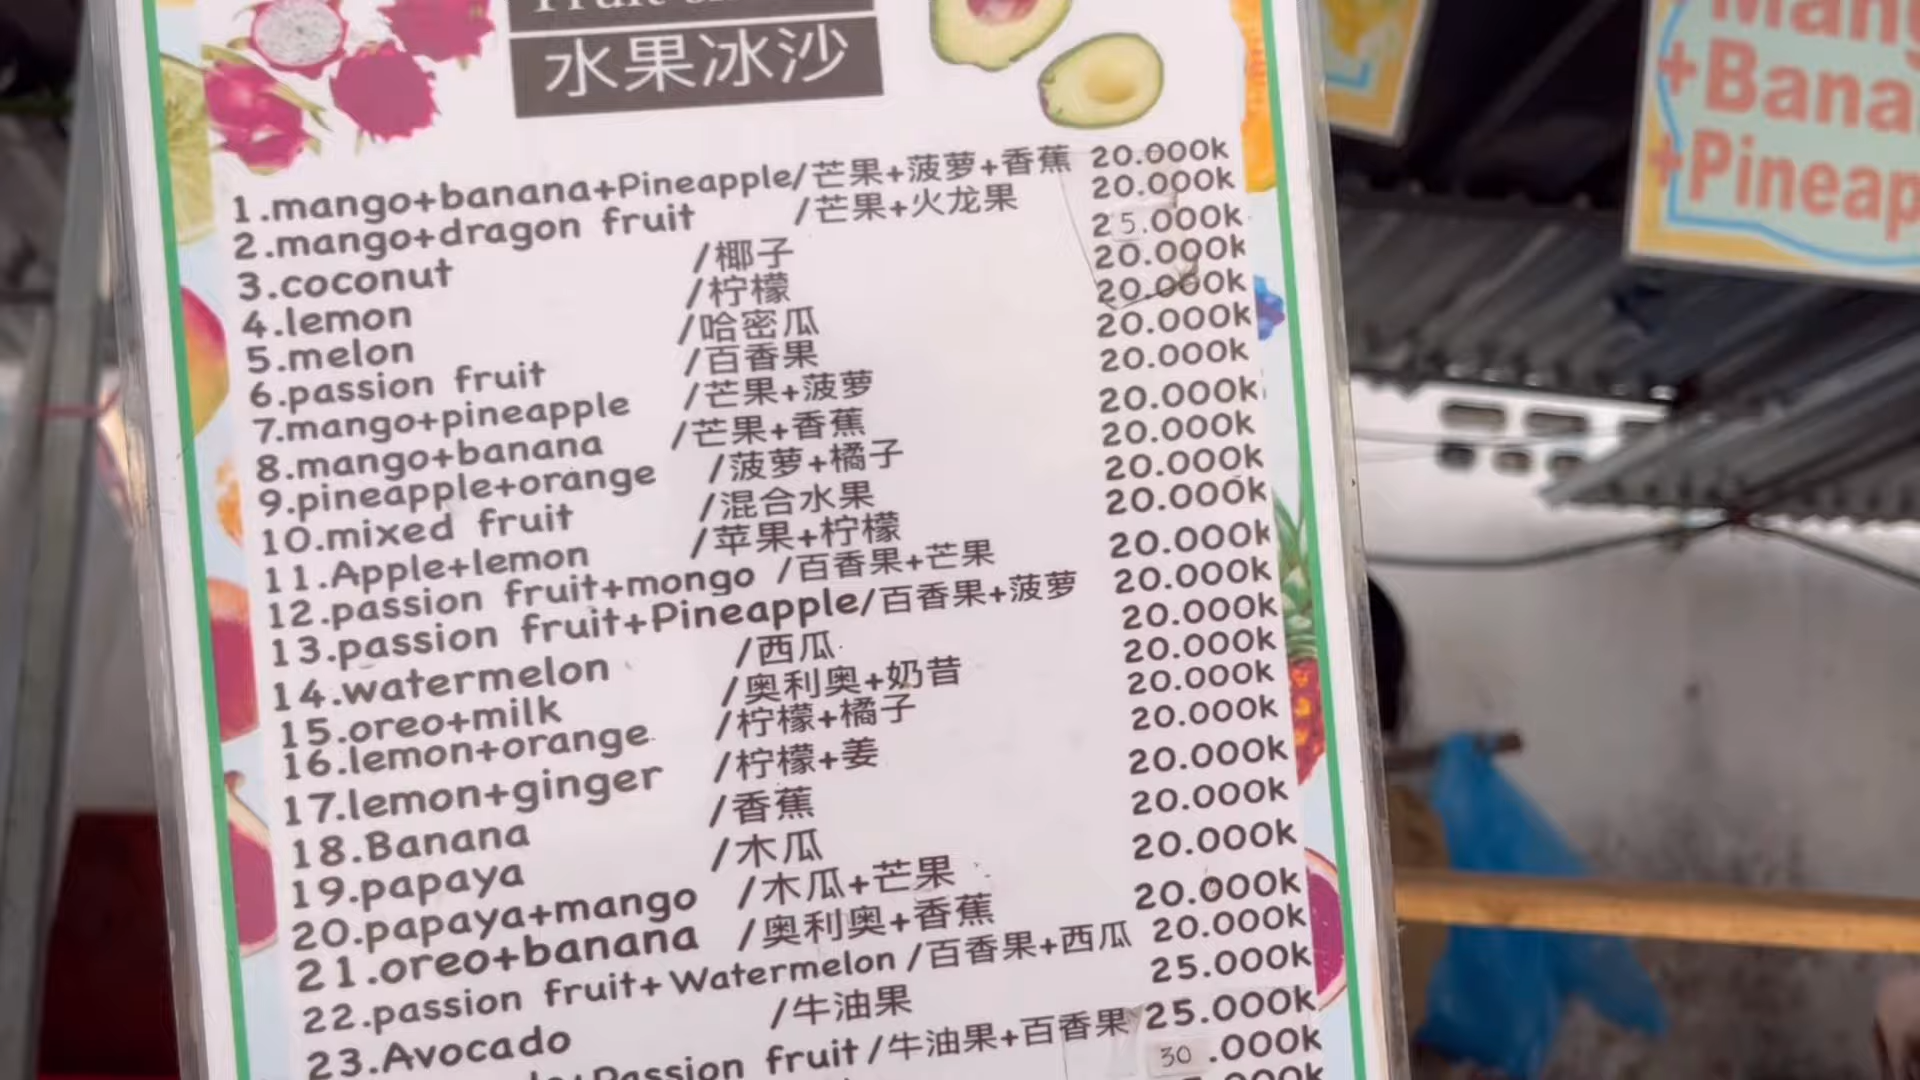 水果冰沙
1.mango+banana+Pineapple/芒果+菠萝+香蕉 20.000k
2.mango+dragon fruit /芒果+火龙果 20.000k
3.coconut /椰子 25.000k
4.lemon /柠檬 20.000k
5.melon /哈密瓜 20.000k
6.passion fruit /百香果 20.000k
7.mango+pineapple /芒果+菠萝 20.000k
8.mango+banana /芒果+香蕉 20.000k
9.pineapple+orange /菠萝+橘子 20.000k
10.mixed fruit /混合水果 20.000k
11.Apple+lemon /苹果+柠檬 20.000k
12.passion fruit+mongo /百香果+芒果 20.000k
13.passion fruit+Pineapple/百香果+菠萝 20.000k
14.watermelon /西瓜 20.000k
15.oreo+milk /奥利奥+奶昔 20.000k
16.lemon+orange /柠檬+橘子 20.000k
17.lemon+ginger /柠檬+姜 20.000k
18.Banana /香蕉 20.000k
19.papaya /木瓜 20.000k
20.papaya+mango /木瓜+芒果 20.000k
21.oreo+banana /奥利奥+香蕉 20.000k
22.passion fruit+Watermelon /百香果+西瓜 20.000k
23.Avocado /牛油果 25.000k
+Passion fruit /牛油果+百香果 25.000k
30.000k
+Bana
+Pineap